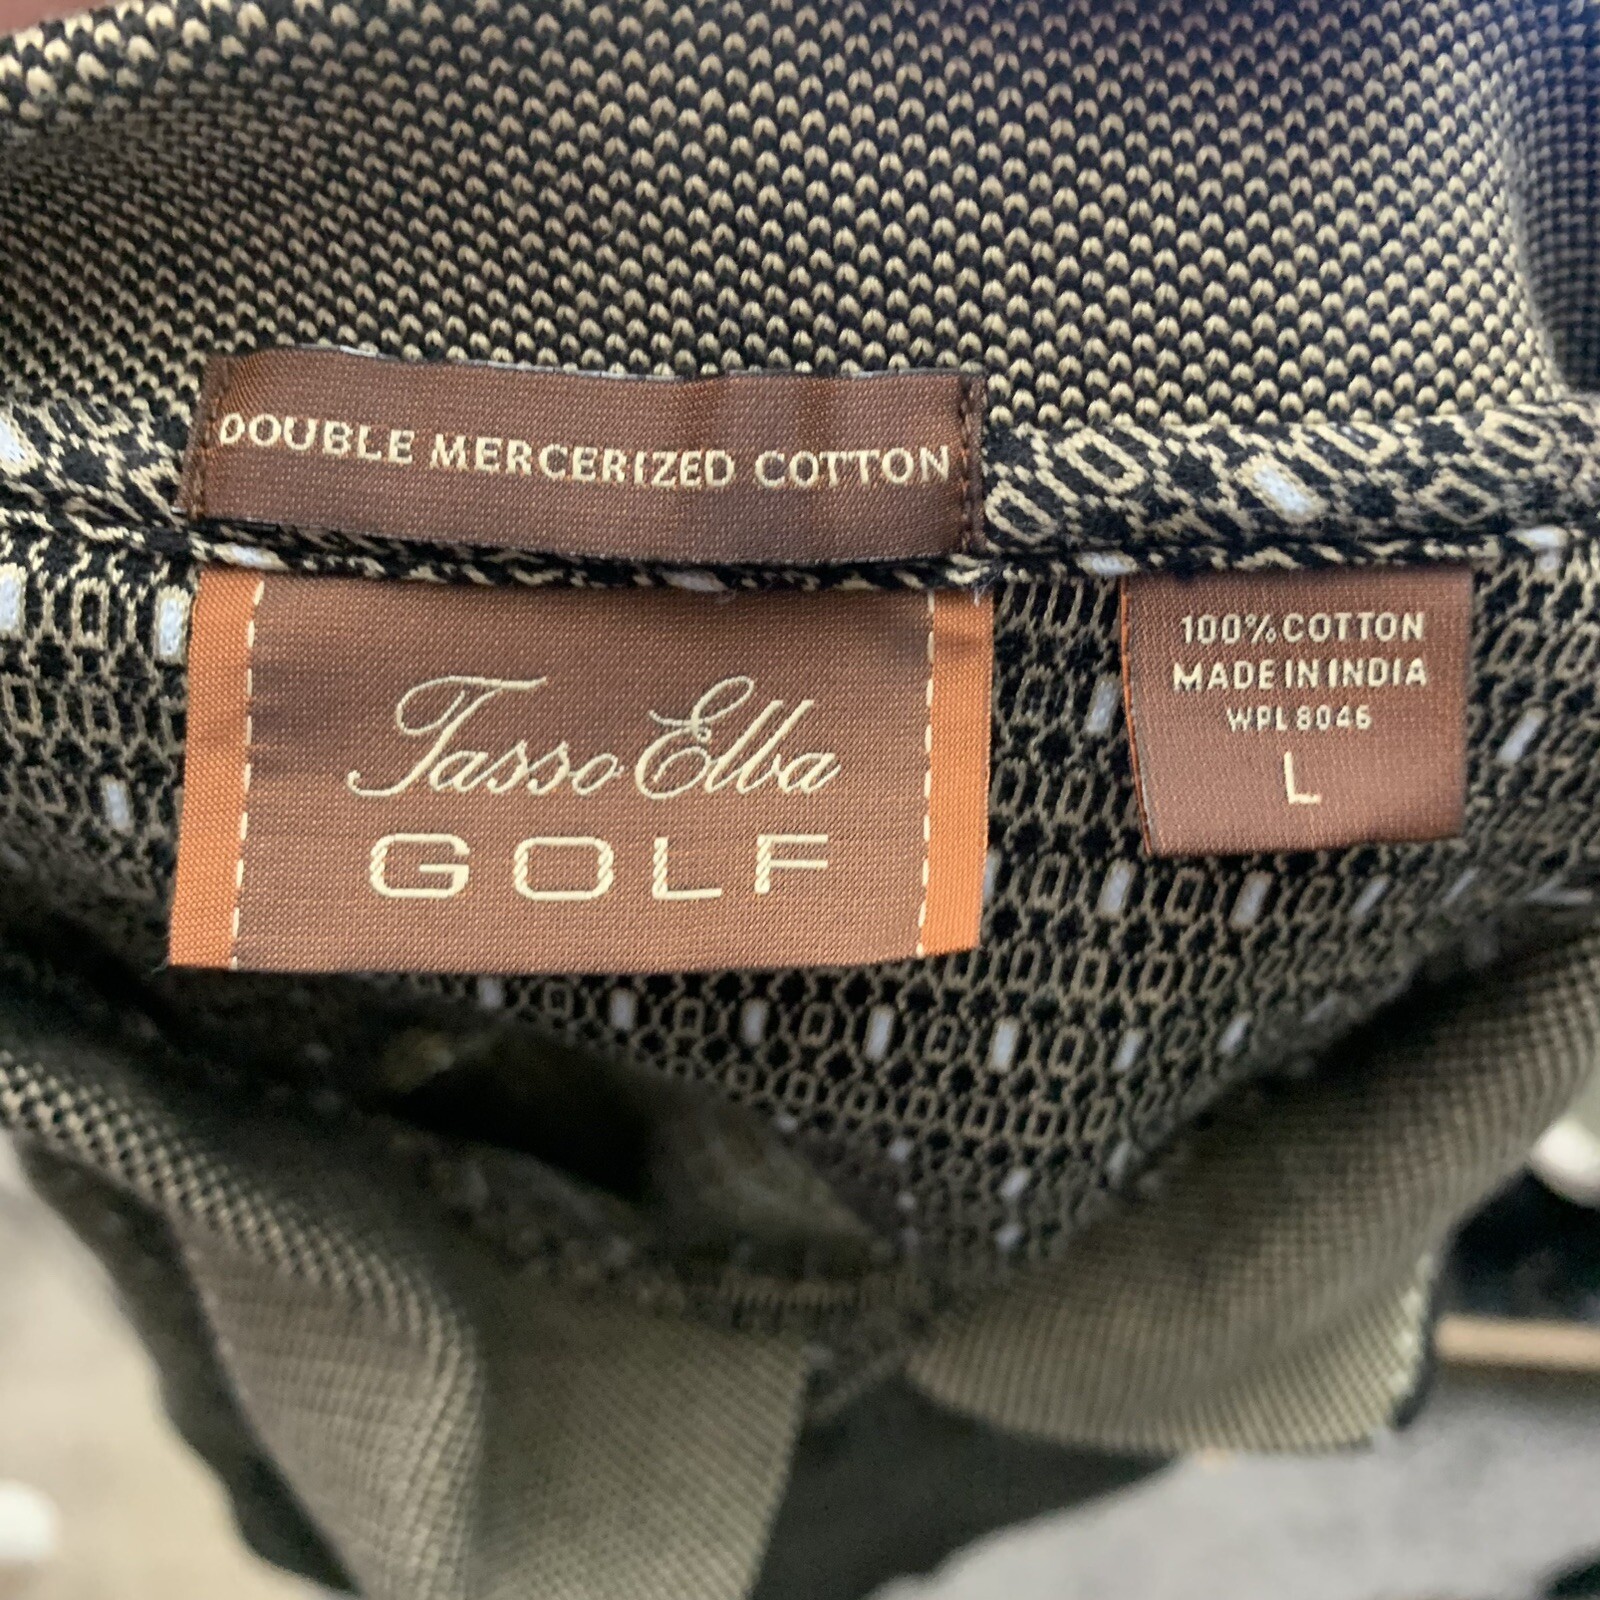 DOUBLE MERCERIZED COTTON
Tasso Elba
GOLF
100% COTTON
MADE IN INDIA
WPL 8046
L